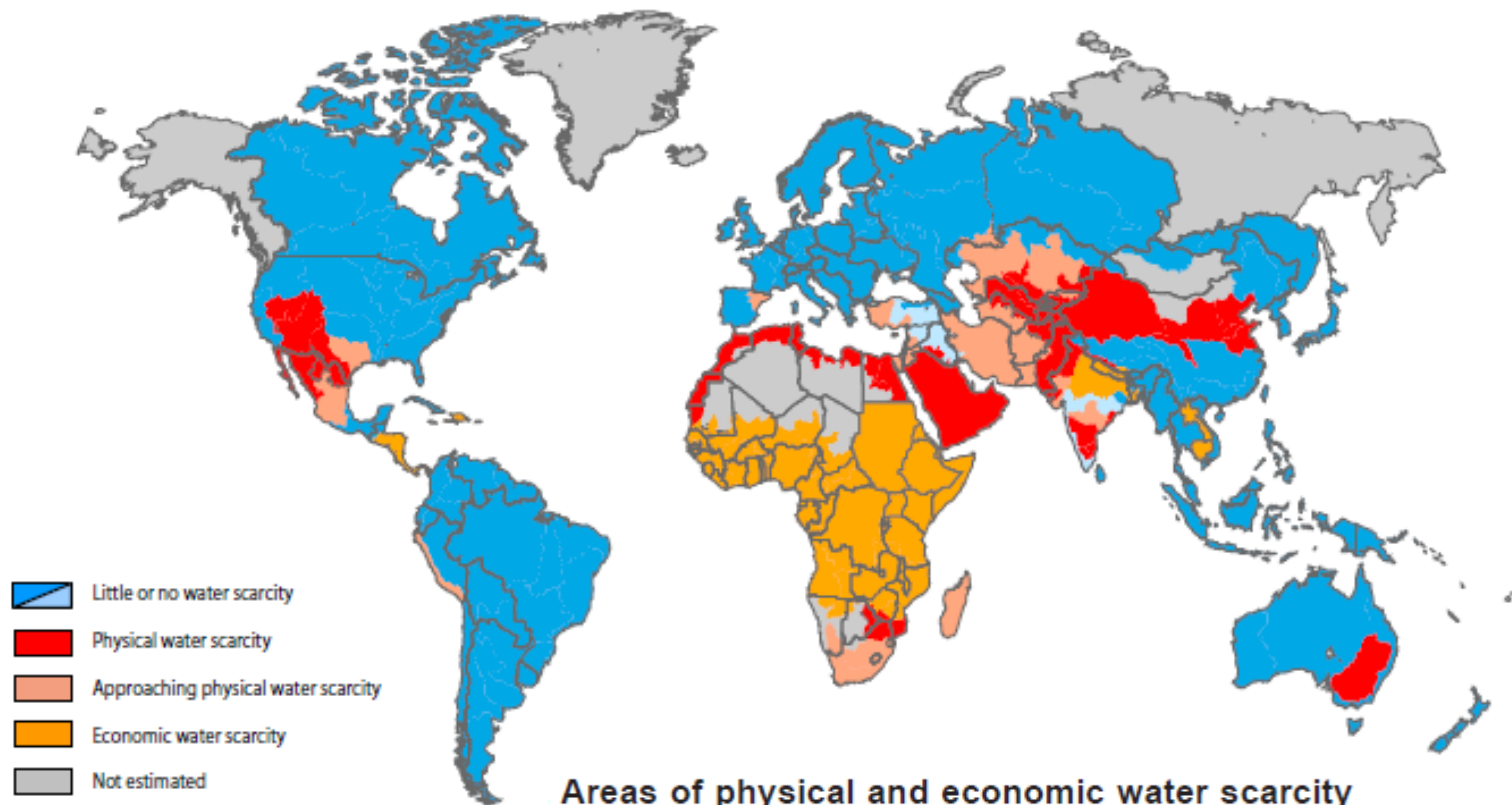 Little or no water scarcity
Physical water scarcity
Approaching physical water scarcity
Economic water scarcity
Not estimated
Areas of physical and economic water scarcity